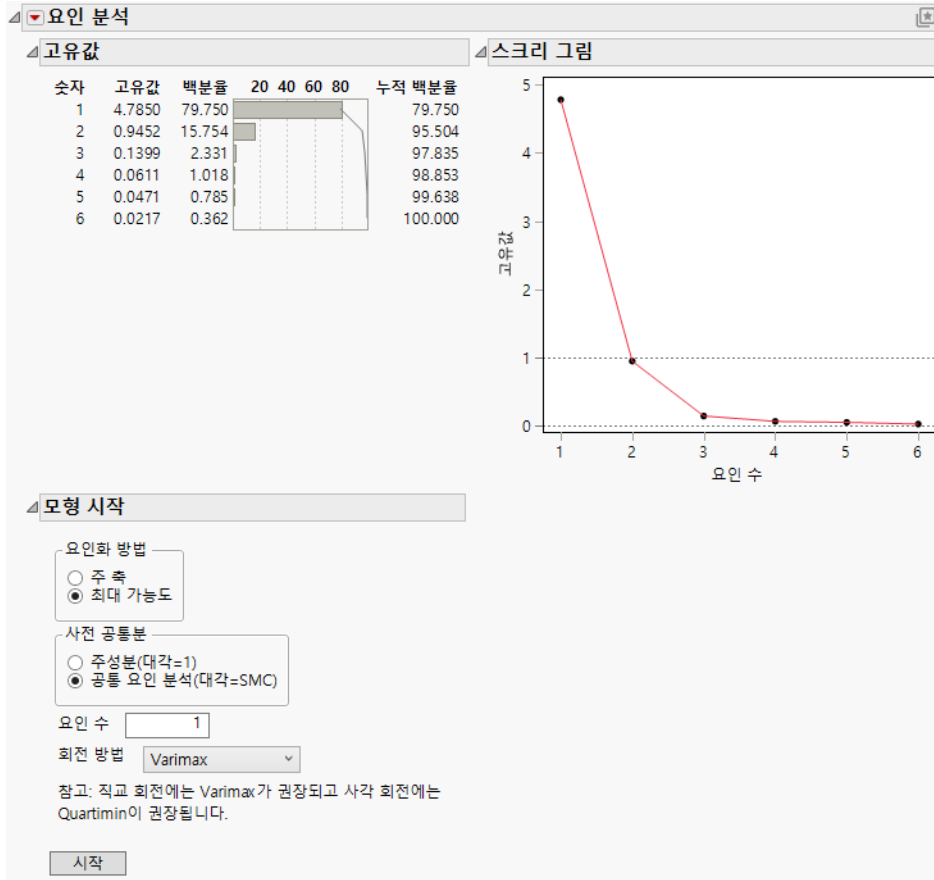 요인 분석
고유값
숫자 고유값 백분율 20 40 60 80 누적 백분율
1 4.7850 79.750 79.750
2 0.9452 15.754 95.504
3 0.1399 2.331 97.835
4 0.0611 1.018 98.853
5 0.0471 0.785 99.638
6 0.0217 0.362 100.000
스크리 그림
5
4
3
2
1
0
고유값
1 2 3 4 5 6
요인 수
모형 시작
요인화 방법
주 축
최대 가능도
사전 공통분
주성분(대각=1)
공통 요인 분석(대각=SMC)
요인 수 1
회전 방법 Varimax
참고: 직교 회전에는 Varimax가 권장되고 사각 회전에는
Quartimin이 권장됩니다.
시작